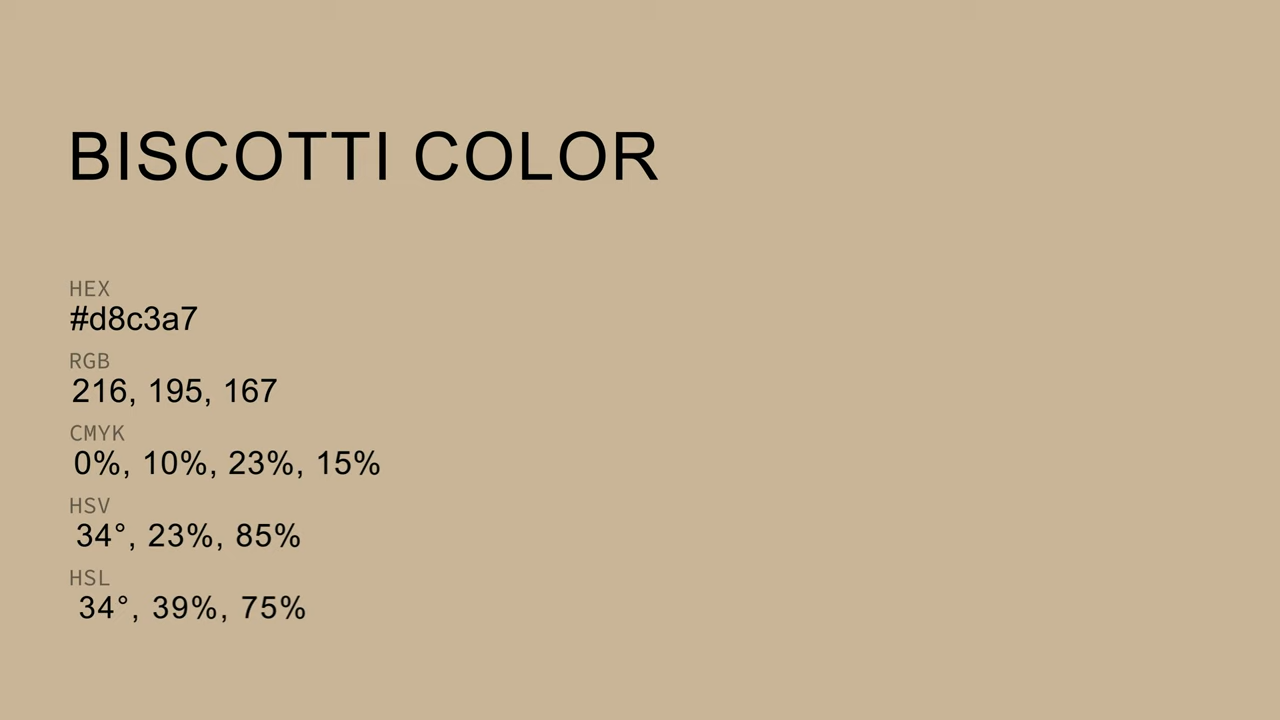 BISCOTTI COLOR
HEX
#d8c3a7
RGB
216, 195, 167
CMYK
0%, 10%, 23%, 15%
HSV
34°, 23%, 85%
HSL
34°, 39%, 75%